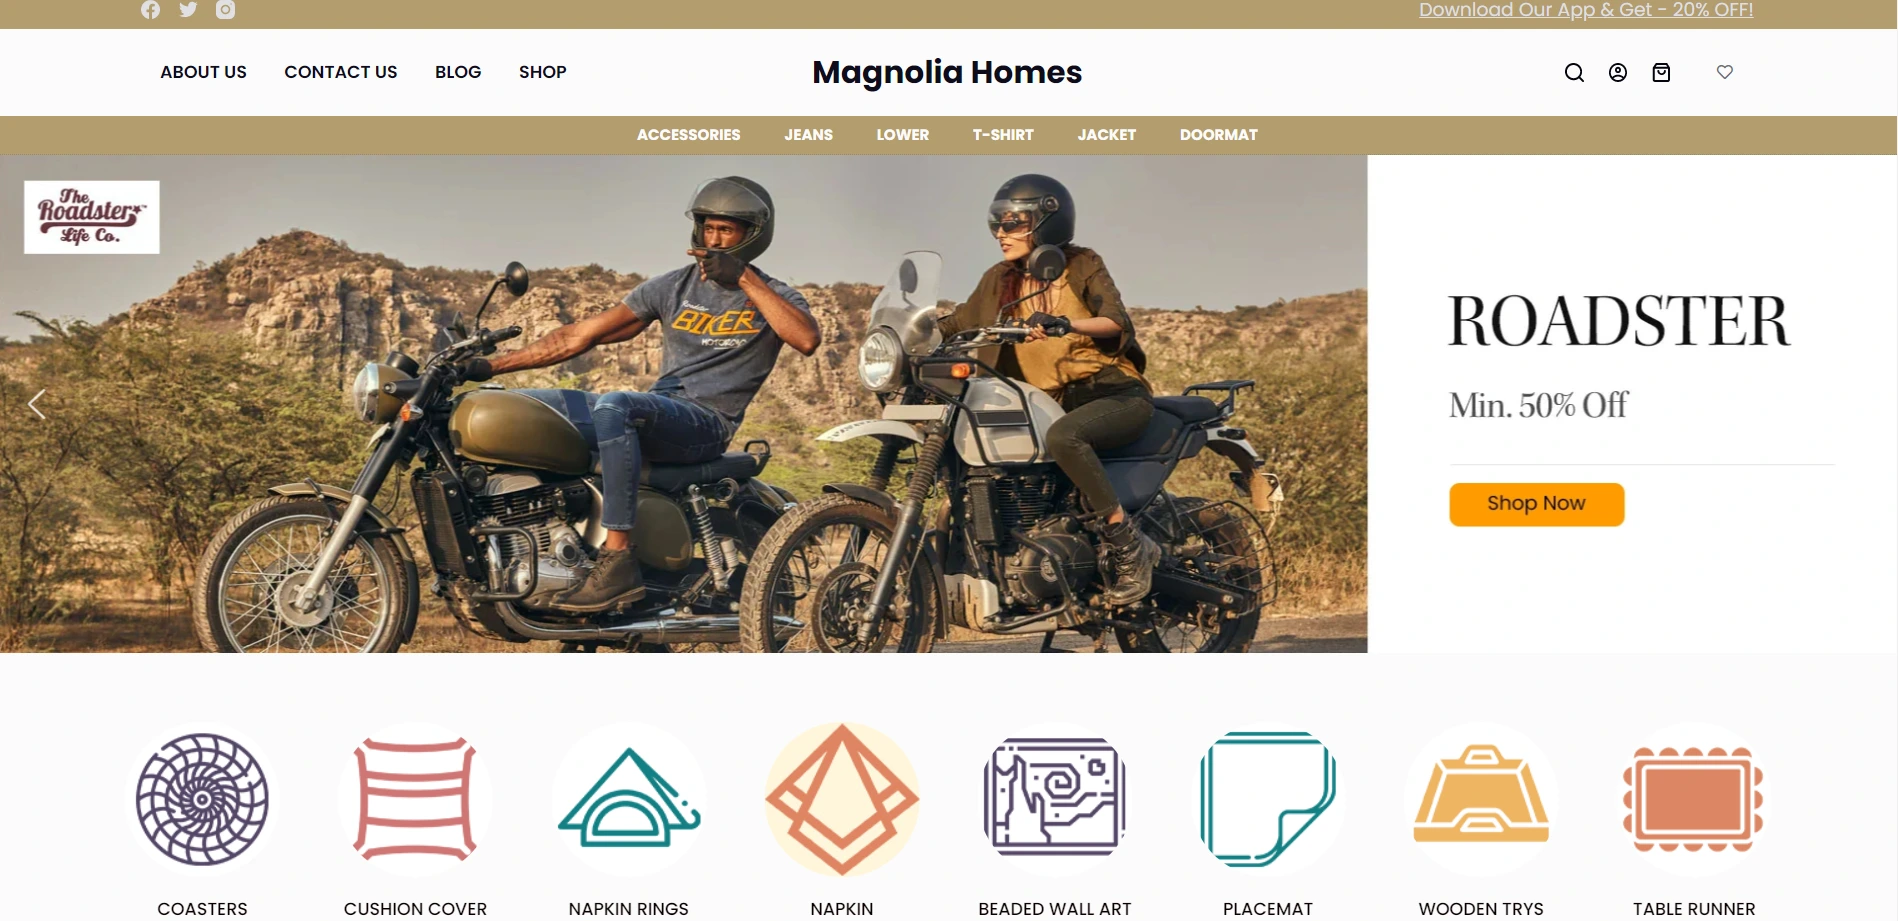 Download Our App & Get - 20% OFF!
ABOUT US CONTACT US BLOG SHOP
Magnolia Homes
ACCESSORIES JEANS LOWER T-SHIRT JACKET DOORMAT
The
Roadster
Life Co.
Roadster
BIKER
ROADSTER
Min. 50% Off
Shop Now
COASTERS CUSHION COVER NAPKIN RINGS NAPKIN BEADED WALL ART PLACEMAT WOODEN TRYS TABLE RUNNER